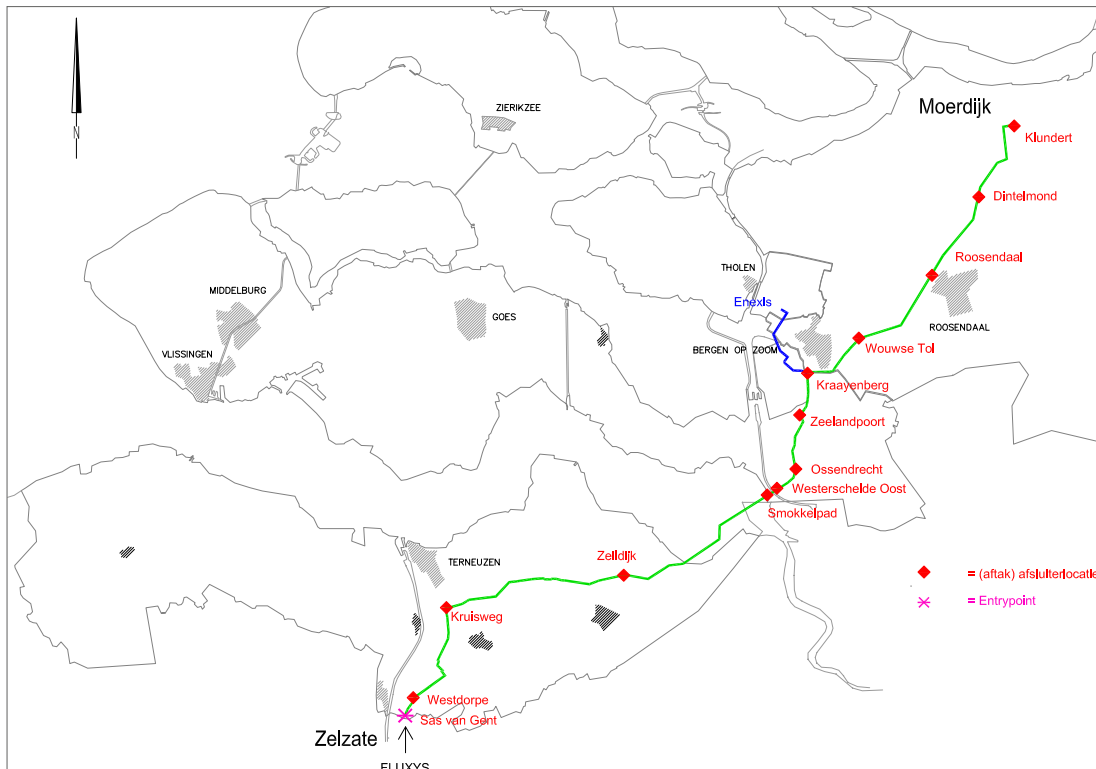 Moerdijk
ZIERIKZEE
Klundert
N
Dintelmond
Roosendaal
THOLEN
MIDDELBURG
Enexis
GOES
ROOSENDAAL
Wouwse Tol
BERGEN OP ZOOM
VLISSINGEN
Kraayenberg
Zeelandpoort
Ossendrecht
Westerschelde Oost
Smokkelpad
Zelldijk
TERNEUZEN
= (aftak) afsluiterlocatie
= Entrypoint
Kruisweg
Westdorpe
Sas van Gent
Zelzate
FLUXYS